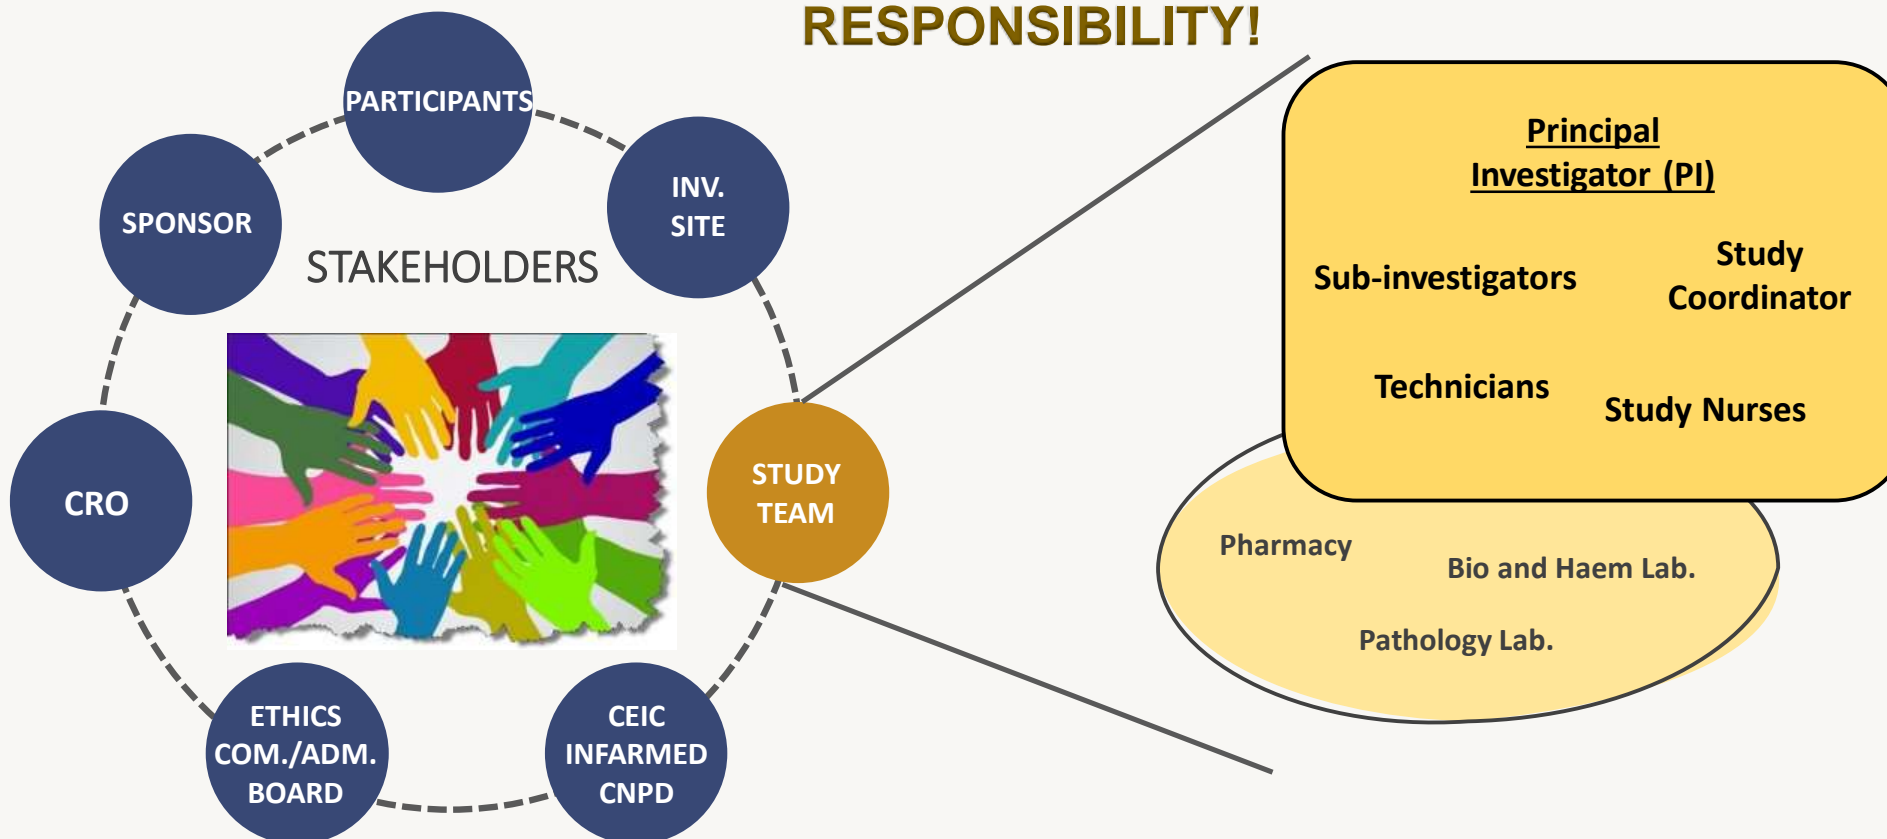 RESPONSIBILITY!
PARTICIPANTS
INV.
SITE
SPONSOR
STAKEHOLDERS
CRO
STUDY
TEAM
ETHICS
COM./ADM.
BOARD
CEIC
INFARMED
CNPD
Principal
Investigator (PI)
Sub-investigators
Study
Coordinator
Technicians
Study Nurses
Pharmacy
Bio and Haem Lab.
Pathology Lab.